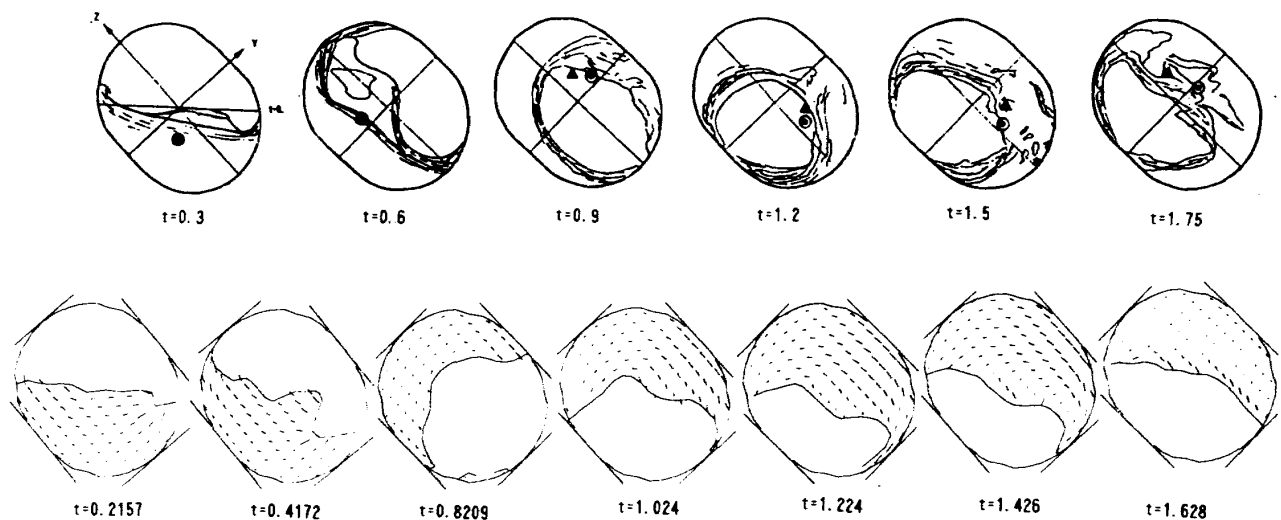 Z
Y
t=0.
t=0. 3
t=0. 6
t=0. 9
t=1. 2
t=1. 5
t=1. 75
t=0. 2157
t=0. 4172
t=0. 8209
t=1. 024
t=1. 224
t=1. 426
t=1. 628